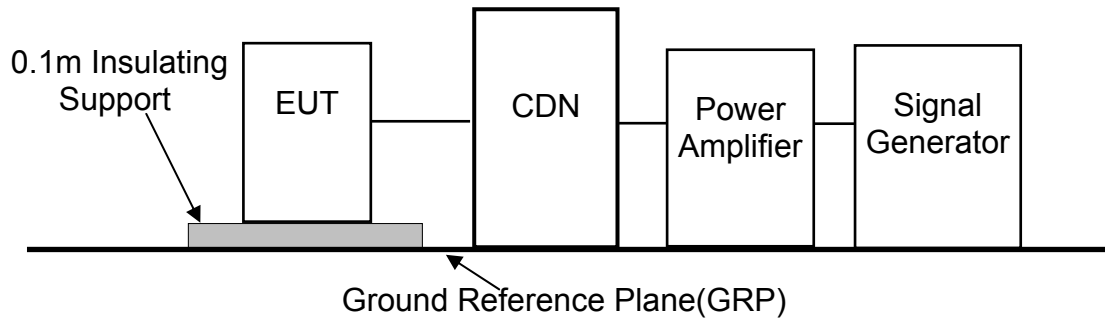 0.1m Insulating
Support
EUT
CDN
Power
Amplifier
Signal
Generator
Ground Reference Plane(GRP)